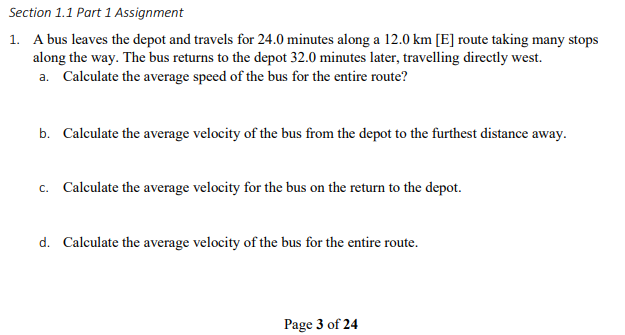 Section 1.1 Part 1 Assignment
1. A bus leaves the depot and travels for 24.0 minutes along a 12.0 km [E] route taking many stops
along the way. The bus returns to the depot 32.0 minutes later, travelling directly west.
a. Calculate the average speed of the bus for the entire route?
b. Calculate the average velocity of the bus from the depot to the furthest distance away.
c. Calculate the average velocity for the bus on the return to the depot.
d. Calculate the average velocity of the bus for the entire route.
Page 3 of 24